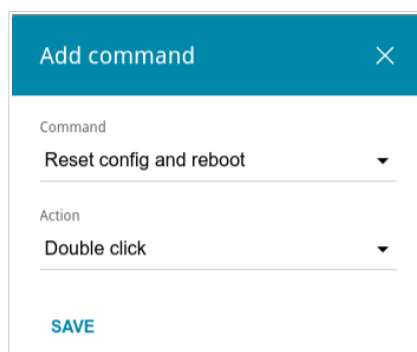 Add command
Command
Reset config and reboot
Action
Double click
SAVE